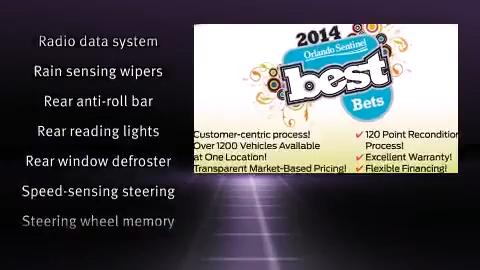 Radio data system
Rain sensing wipers
Rear anti-roll bar
Rear reading lights
Rear window defroster
Speed-sensing steering
Steering wheel memory
2014
Orlando Sentinel
best
Bets
Customer-centric process!
Over 1200 Vehicles Available
at One Location!
Transparent Market-Based Pricing!
✓ 120 Point Recondition
Process!
✓ Excellent Warranty!
✓ Flexible Financing!